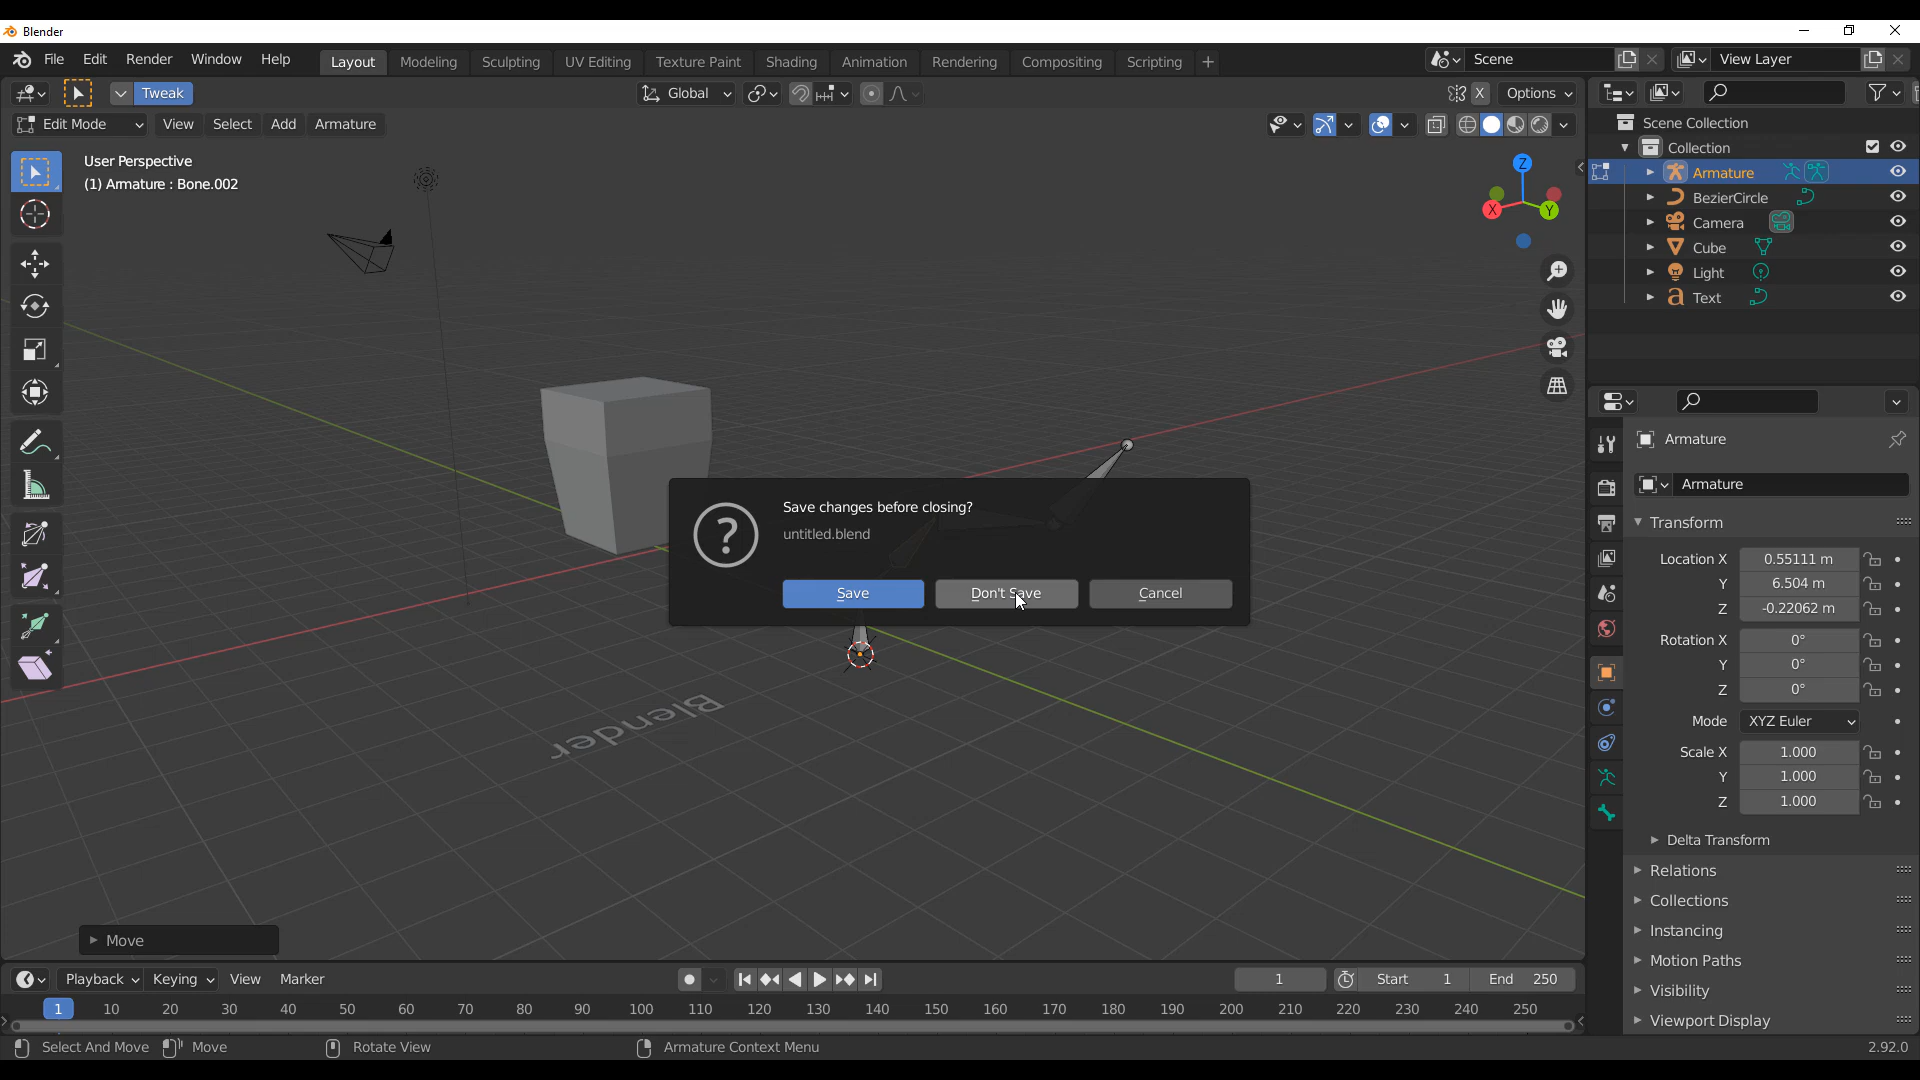 Blender
File Edit Render Window Help Layout Modeling Sculpting UV Editing Texture Paint Shading Animation Rendering Compositing Scripting + Scene View Layer
Tweak Global X Options
Edit Mode View Select Add Armature
User Perspective
(1) Armature : Bone.002
Z
X
Y
Scene Collection
Collection
Armature
BezierCircle
Camera
Cube
Light
Text
Save changes before closing?
untitled.blend
Save Don't Save Cancel
Blender
Move
Armature
Armature
Transform
Location X 0.55111 m
Y 6.504 m
Z -0.22062 m
Rotation X 0°
Y 0°
Z 0°
Mode XYZ Euler
Scale X 1.000
Y 1.000
Z 1.000
Delta Transform
Relations
Collections
Instancing
Motion Paths
Visibility
Viewport Display
Playback Keying View Marker 1 Start 1 End 250
1 10 20 30 40 50 60 70 80 90 100 110 120 130 140 150 160 170 180 190 200 210 220 230 240 250
Select And Move Move Rotate View Armature Context Menu 2.92.0